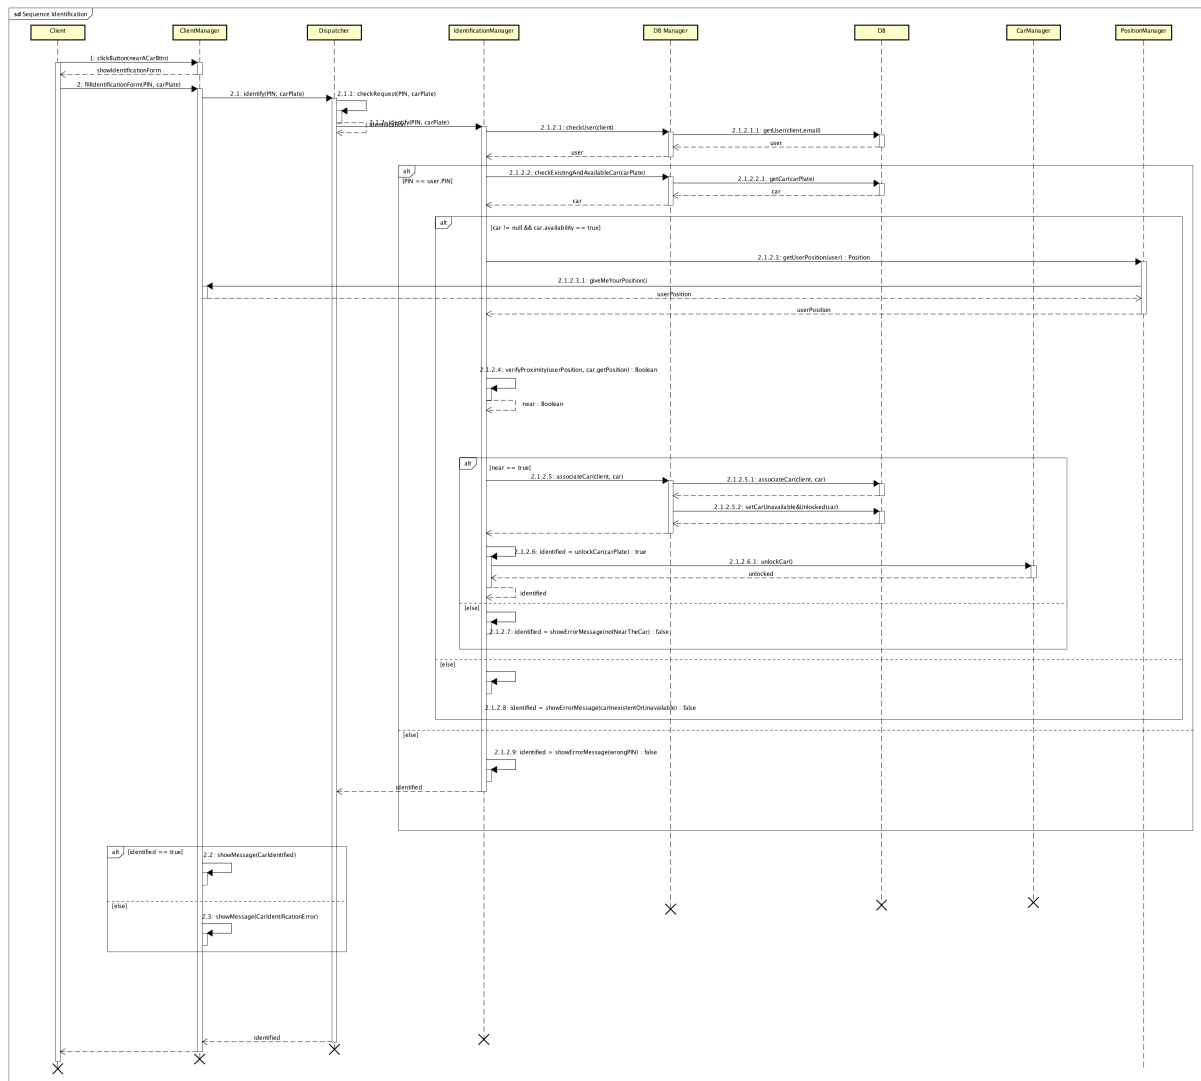 sd Sequence Identification
Client
ClientManager
Dispatcher
IdentificationManager
DB Manager
DB
CarManager
PositionManager
1: clickButton(nearACarBttn)
showIdentificationForm
2: fillIdentificationForm(PIN, carPlate)
2.1: identify(PIN, carPlate)
2.1.1: checkRequest(PIN, carPlate)
2.1.2: identify(PIN, carPlate)
2.1.2.1: checkUser(client)
2.1.2.1.1: getUser(client.email)
user
user
alt
[PIN == user.PIN]
2.1.2.2: checkExistingAndAvailableCar(carPlate)
2.1.2.2.1: getCar(carPlate)
car
car
alt
[car != null && car.availability == true]
2.1.2.3: getUserPosition(user) : Position
2.1.2.3.1: giveMeYourPosition()
userPosition
userPosition
2.1.2.4: verifyProximity(userPosition, car.getPosition) : Boolean
near : Boolean
alt
[near == true]
2.1.2.5: associateCar(client, car)
2.1.2.5.1: associateCar(client, car)
2.1.2.5.2: setCarUnavailable&Unlocked(car)
2.1.2.6: identified = unlockCar(carPlate) : true
2.1.2.6.1: unlockCar()
unlocked
identified
[else]
2.1.2.7: identified = showErrorMessage(notNearTheCar) : false
[else]
2.1.2.8: identified = showErrorMessage(carInexistentOrUnavailable) : false
[else]
2.1.2.9: identified = showErrorMessage(wrongPIN) : false
identified
alt
[identified == true]
2.2: showMessage(CarIdentified)
[else]
2.3: showMessage(CarIdentificationError)
identified